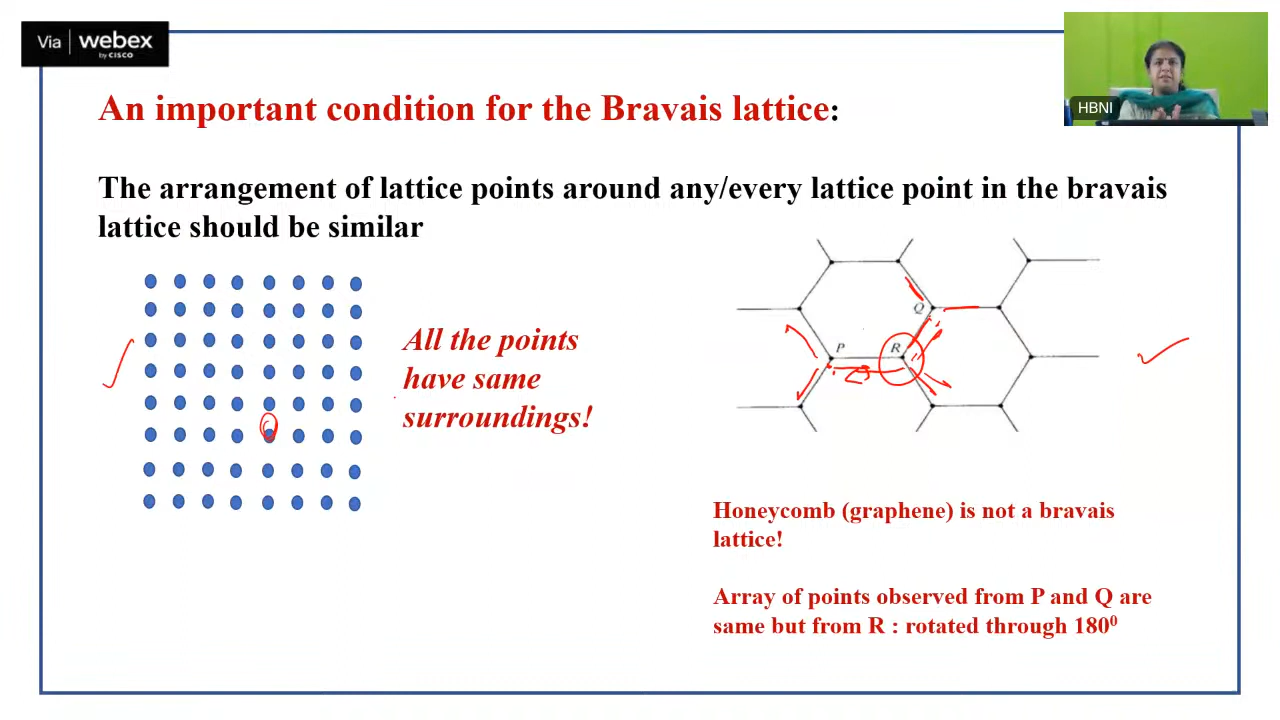 Via webex
by CISCO
HBNI
An important condition for the Bravais lattice:
The arrangement of lattice points around any/every lattice point in the bravais
lattice should be similar
All the points
have same
surroundings!
Q
P
R
Honeycomb (graphene) is not a bravais
lattice!
Array of points observed from P and Q are
same but from R : rotated through 180⁰